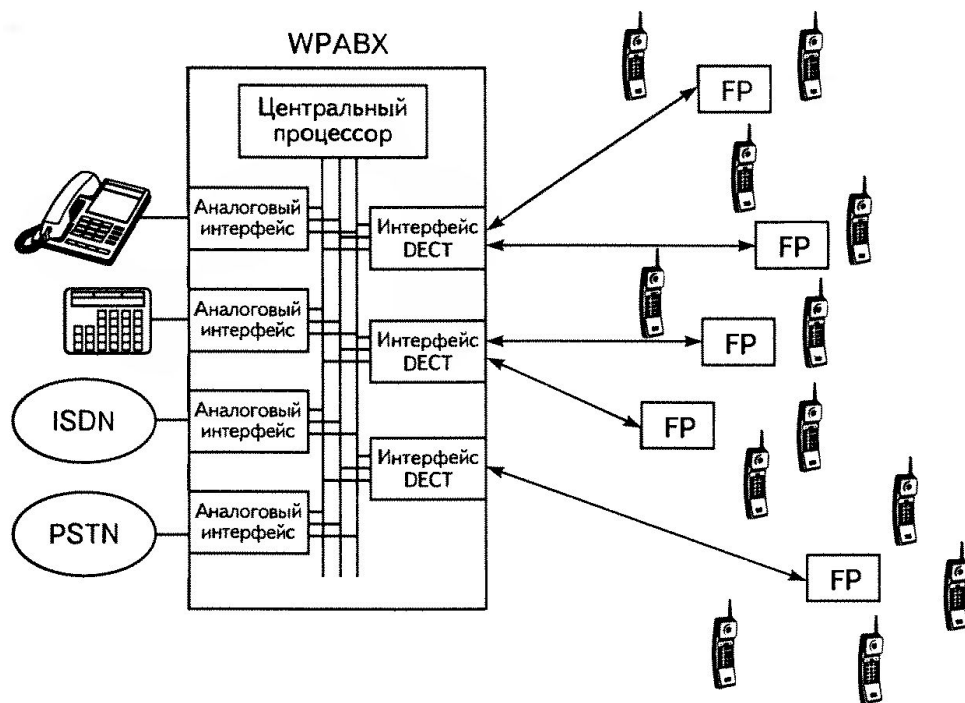 WPABX
Центральный
процессор
Аналоговый
интерфейс
Интерфейс
DECT
Аналоговый
интерфейс
Интерфейс
DECT
ISDN
Аналоговый
интерфейс
Интерфейс
DECT
PSTN
Аналоговый
интерфейс
FP
FP
FP
FP
FP